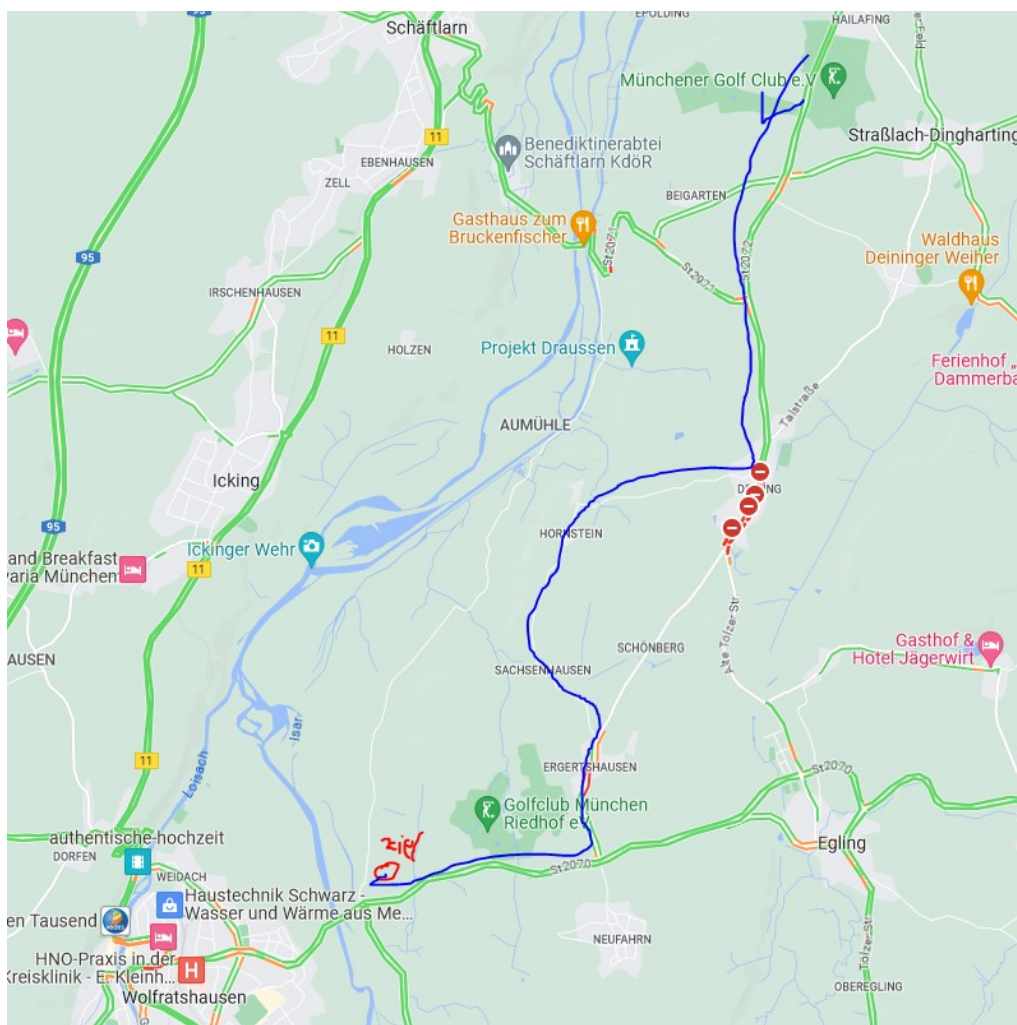 95
Schäftlarn
EPOLDING
HAILAFING
Münchener Golf Club e.V
11
Straßlach-Dingharting
EBENHAUSEN
Benediktinerabtei
Schäftlarn KdöR
ZELL
BEIGARTEN
Gasthaus zum
Bruckenfischer
St2071
Waldhaus
Deininger Weiher
St2072
95
St2071
IRSCHENHAUSEN
11
HOLZEN
Projekt Draussen
Ferienhof „
Dammerba
Talstraße
AUMÜHLE
Icking
95
HORNSTEIN
Ickinger Wehr
and Breakfast
varia München
11
Alte Tölzer Str.
SCHÖNBERG
Gasthof &
Hotel Jägerwirt
AUSEN
SACHSENHAUSEN
Isar
Loisach
11
ERGERTSHAUSEN
St2070
Golfclub München
Riedhof e.V
authentische-hochzeit
Ziel
Egling
DORFEN
WEIDACH
St2070
Haustechnik Schwarz -
Wasser und Wärme aus Me...
en Tausend
HNO-Praxis in der
Kreisklinik - E. Kleinh...
H
NEUFAHRN
Tölzer Str.
Wolfratshausen
OBEREGLING